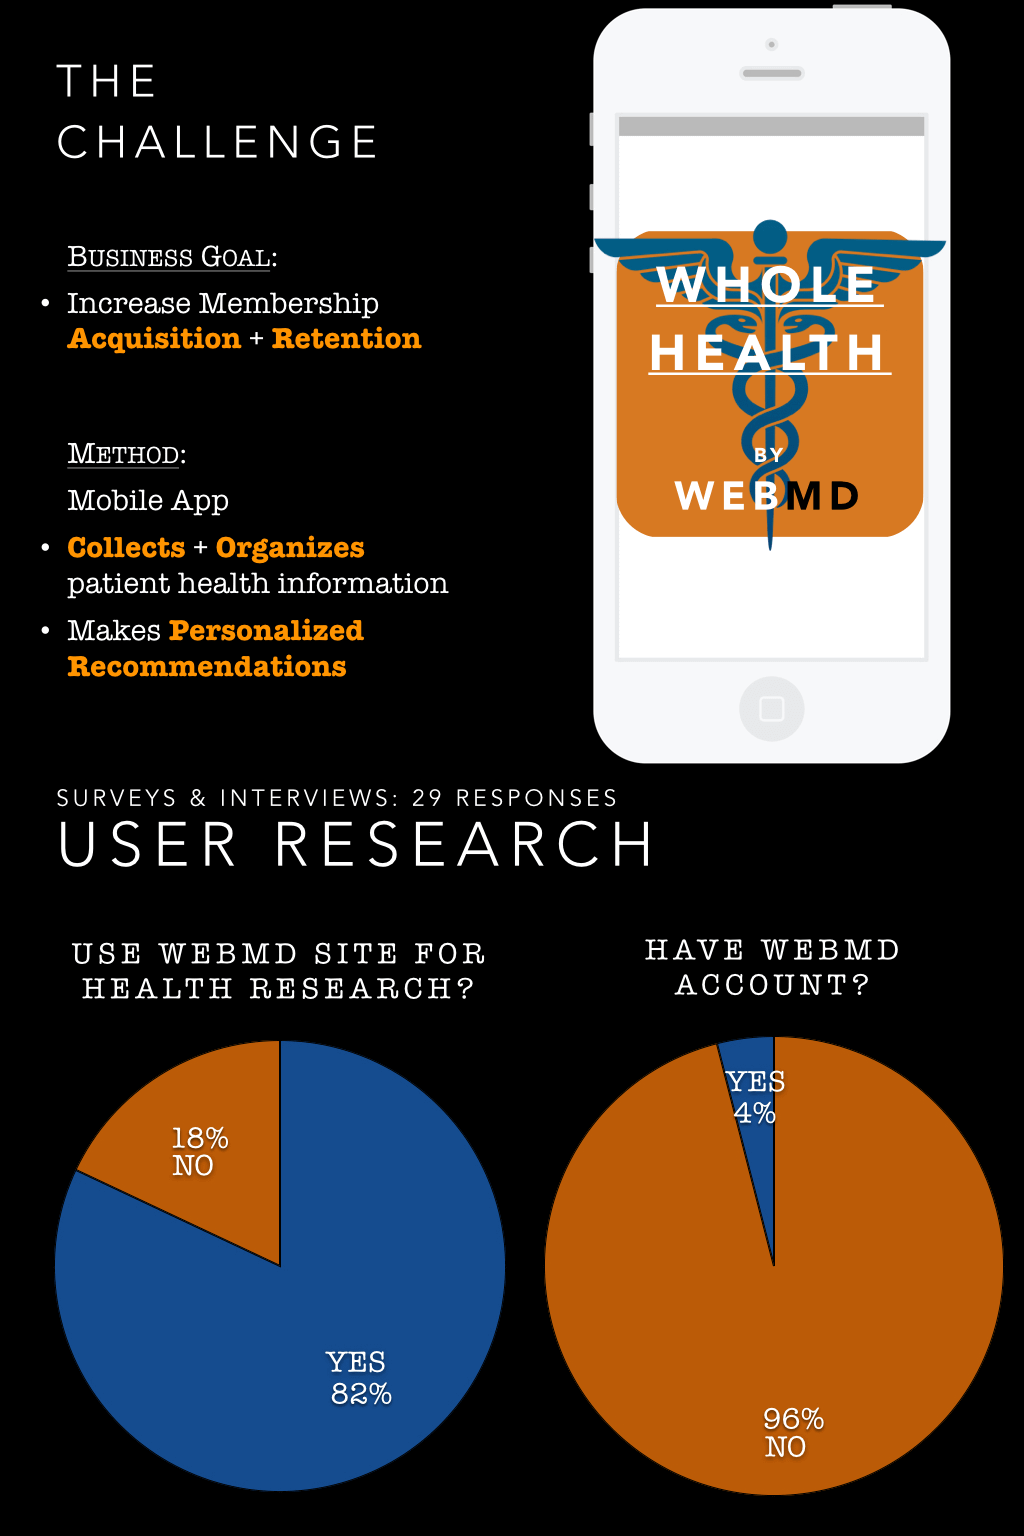 THE
CHALLENGE
BUSINESS GOAL:
• Increase Membership
Acquisition + Retention
METHOD:
Mobile App
• Collects + Organizes
patient health information
• Makes Personalized
Recommendations
WHOLE
HEALTH
BY
WEBMD
SURVEYS & INTERVIEWS: 29 RESPONSES
USER RESEARCH
USE WEBMD SITE FOR
HEALTH RESEARCH?
18%
NO
YES
82%
HAVE WEBMD
ACCOUNT?
YES
4%
96%
NO